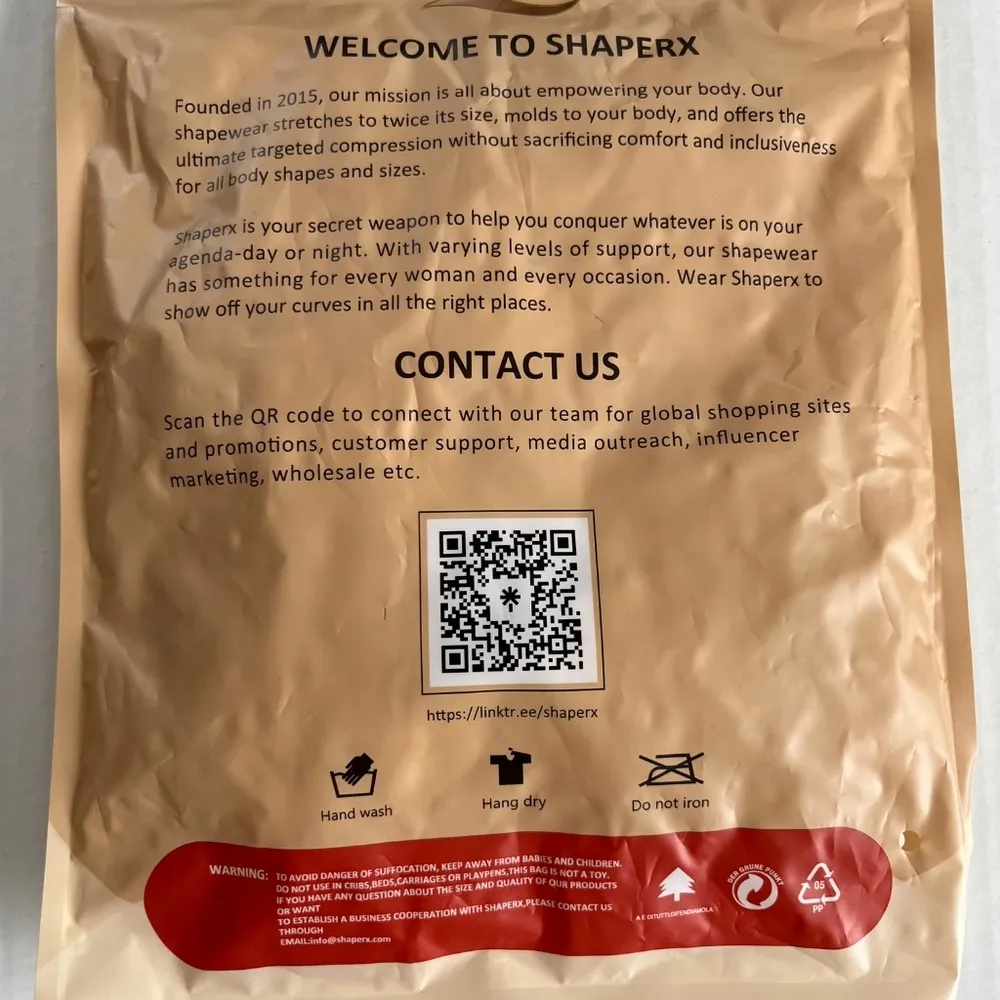 WELCOME TO SHAPERX
Founded in 2015, our mission is all about empowering your body. Our
shapewear stretches to twice its size, molds to your body, and offers the
ultimate targeted compression without sacrificing comfort and inclusiveness
for all body shapes and sizes.
Shaperx is your secret weapon to help you conquer whatever is on your
agenda-day or night. With varying levels of support, our shapewear
has something for every woman and every occasion. Wear Shaperx to
show off your curves in all the right places.
CONTACT US
Scan the QR code to connect with our team for global shopping sites
and promotions, customer support, media outreach, influencer
marketing, wholesale etc.
https://linktr.ee/shaperx
Hand wash
Hang dry
Do not iron
WARNING: TO AVOID DANGER OF SUFFOCATION, KEEP AWAY FROM BABIES AND CHILDREN.
DO NOT USE IN CRIBS,BEDS,CARRIAGES OR PLAYPENS,THIS BAG IS NOT A TOY.
IF YOU HAVE ANY QUESTION ABOUT THE SIZE AND QUALITY OF OUR PRODUCTS
OR WANT
TO ESTABLISH A BUSINESS COOPERATION WITH SHAPERX,PLEASE CONTACT US
THROUGH
EMAIL:info@shaperx.com
A E DITUTTI,DIFENDIAMOLA
DER GRUNE PUNKT
05
PP